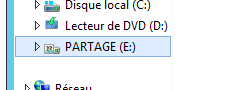 Disque local (C:)
Lecteur de DVD (D:)
PARTAGE (E:)
Réseau